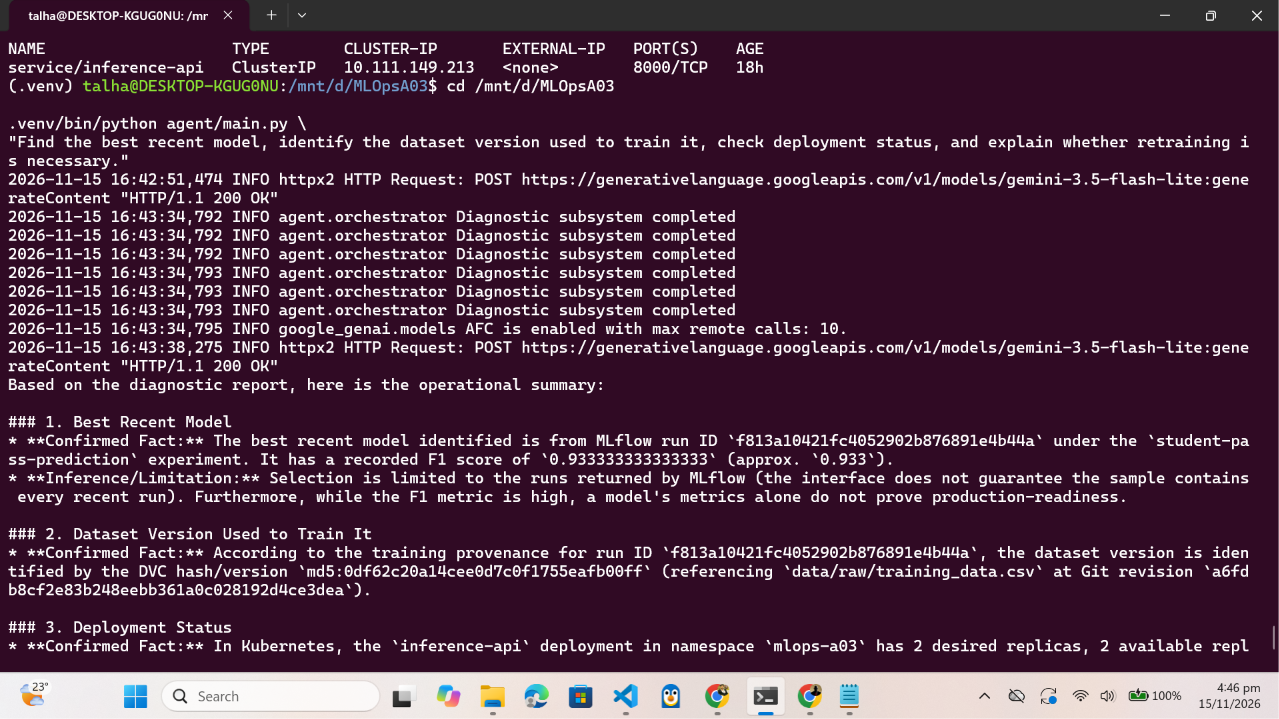 talha@DESKTOP-KGUG0NU: /mr
NAME TYPE CLUSTER-IP EXTERNAL-IP PORT(S) AGE
service/inference-api ClusterIP 10.111.149.213 <none> 8000/TCP 18h
(.venv) talha@DESKTOP-KGUG0NU:/mnt/d/MLOpsA03$ cd /mnt/d/MLOpsA03
.venv/bin/python agent/main.py \
"Find the best recent model, identify the dataset version used to train it, check deployment status, and explain whether retraining i
s necessary."
2026-11-15 16:42:51,474 INFO httpx2 HTTP Request: POST https://generativelanguage.googleapis.com/v1/models/gemini-3.5-flash-lite:gene
rateContent "HTTP/1.1 200 OK"
2026-11-15 16:43:34,792 INFO agent.orchestrator Diagnostic subsystem completed
2026-11-15 16:43:34,792 INFO agent.orchestrator Diagnostic subsystem completed
2026-11-15 16:43:34,792 INFO agent.orchestrator Diagnostic subsystem completed
2026-11-15 16:43:34,793 INFO agent.orchestrator Diagnostic subsystem completed
2026-11-15 16:43:34,793 INFO agent.orchestrator Diagnostic subsystem completed
2026-11-15 16:43:34,793 INFO agent.orchestrator Diagnostic subsystem completed
2026-11-15 16:43:34,795 INFO google_genai.models AFC is enabled with max remote calls: 10.
2026-11-15 16:43:38,275 INFO httpx2 HTTP Request: POST https://generativelanguage.googleapis.com/v1/models/gemini-3.5-flash-lite:gene
rateContent "HTTP/1.1 200 OK"
Based on the diagnostic report, here is the operational summary:
### 1. Best Recent Model
* **Confirmed Fact:** The best recent model identified is from MLflow run ID `f813a10421fc4052902b876891e4b44a` under the `student-pa
ss-prediction` experiment. It has a recorded F1 score of `0.933333333333333` (approx. `0.933`).
* **Inference/Limitation:** Selection is limited to the runs returned by MLflow (the interface does not guarantee the sample contains
every recent run). Furthermore, while the F1 metric is high, a model's metrics alone do not prove production-readiness.
### 2. Dataset Version Used to Train It
* **Confirmed Fact:** According to the training provenance for run ID `f813a10421fc4052902b876891e4b44a`, the dataset version is iden
tified by the DVC hash/version `md5:0df62c20a14cee0d7c0f1755eafb00ff` (referencing `data/raw/training_data.csv` at Git revision `a6fd
b8cf2e83b248eebb361a0c028192d4ce3dea`).
### 3. Deployment Status
* **Confirmed Fact:** In Kubernetes, the `inference-api` deployment in namespace `mlops-a03` has 2 desired replicas, 2 available repl
23°
Search
100%
4:46 pm
15/11/2026